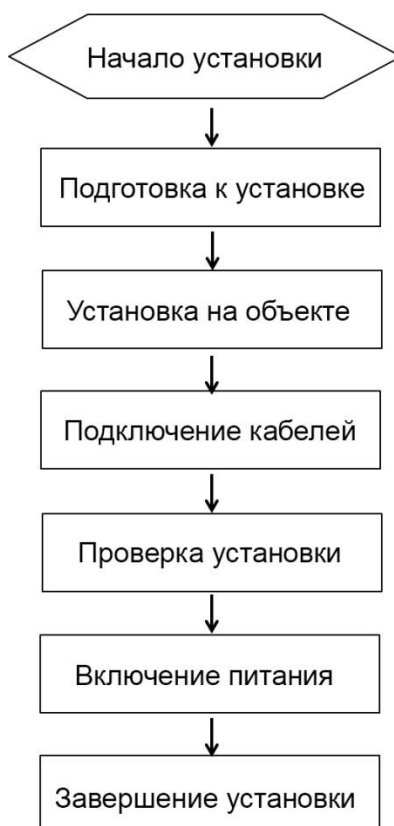 Начало установки
Подготовка к установке
Установка на объекте
Подключение кабелей
Проверка установки
Включение питания
Завершение установки